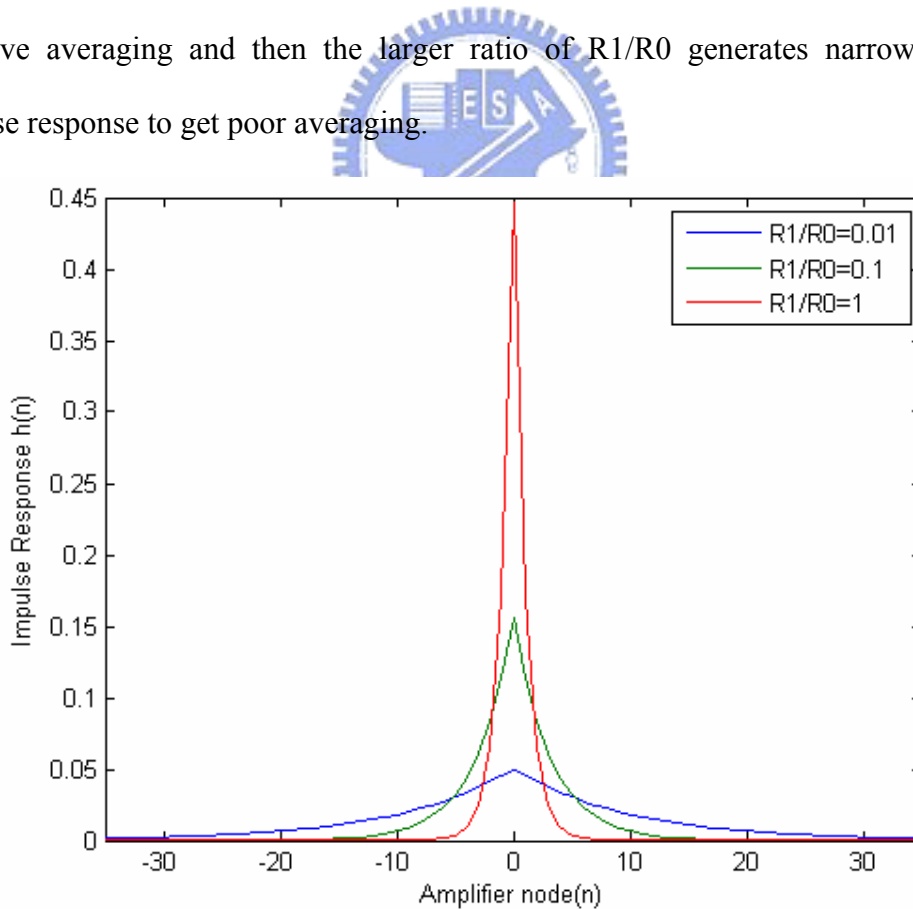 ve averaging and then the larger ratio of R1/R0 generates narrow
se response to get poor averaging.
E S A
0.45
0.4
0.35
0.3
0.25
0.2
0.15
0.1
0.05
0
Impulse Response h(n)
R1/R0=0.01
R1/R0=0.1
R1/R0=1
-30 -20 -10 0 10 20 30
Amplifier node(n)